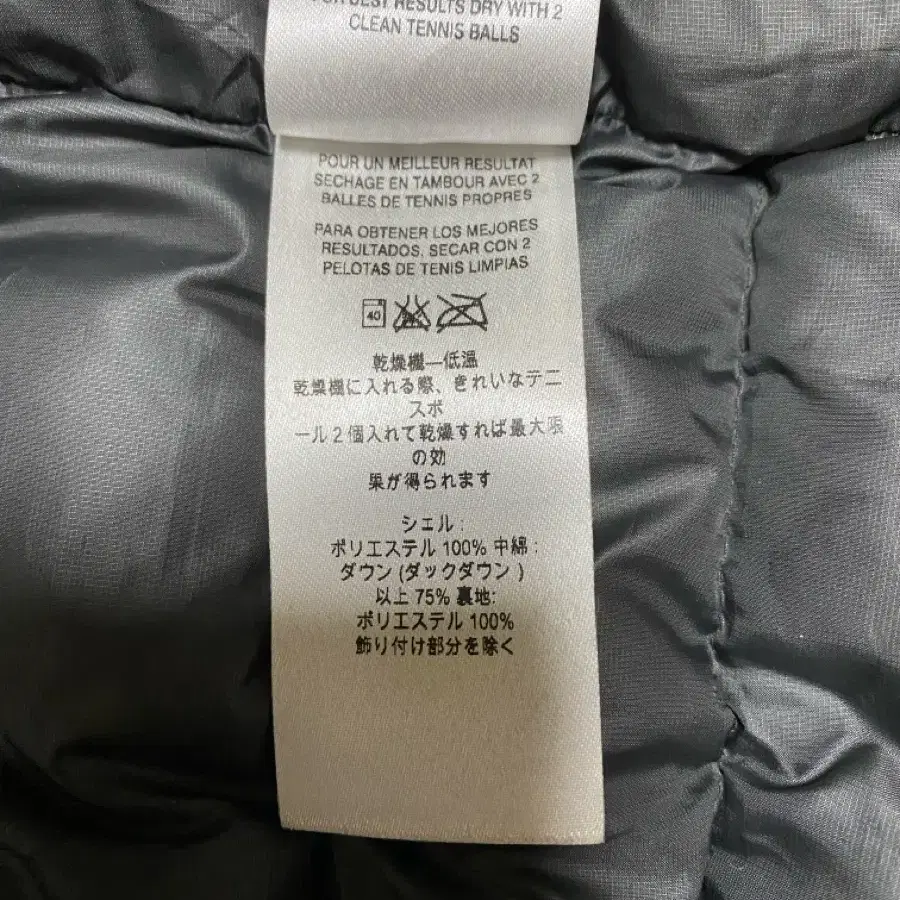 RESULTS DRY WITH 2
CLEAN TENNIS BALLS
POUR UN MEILLEUR RESULTAT
SECHAGE EN TAMBOUR AVEC 2
BALLES DE TENNIS PROPRES
PARA OBTENER LOS MEJORES
RESULTADOS, SECAR CON 2
PELOTAS DE TENIS LIMPIAS
40
乾燥機—低温
乾燥機に入れる際、きれいなテニ
スボ
ール2個入れて乾燥すれば最大限
の効
果が得られます
シェル:
ポリエステル 100% 中綿:
ダウン (ダックダウン)
以上 75% 裏地:
ポリエステル 100%
飾り付け部分を除く